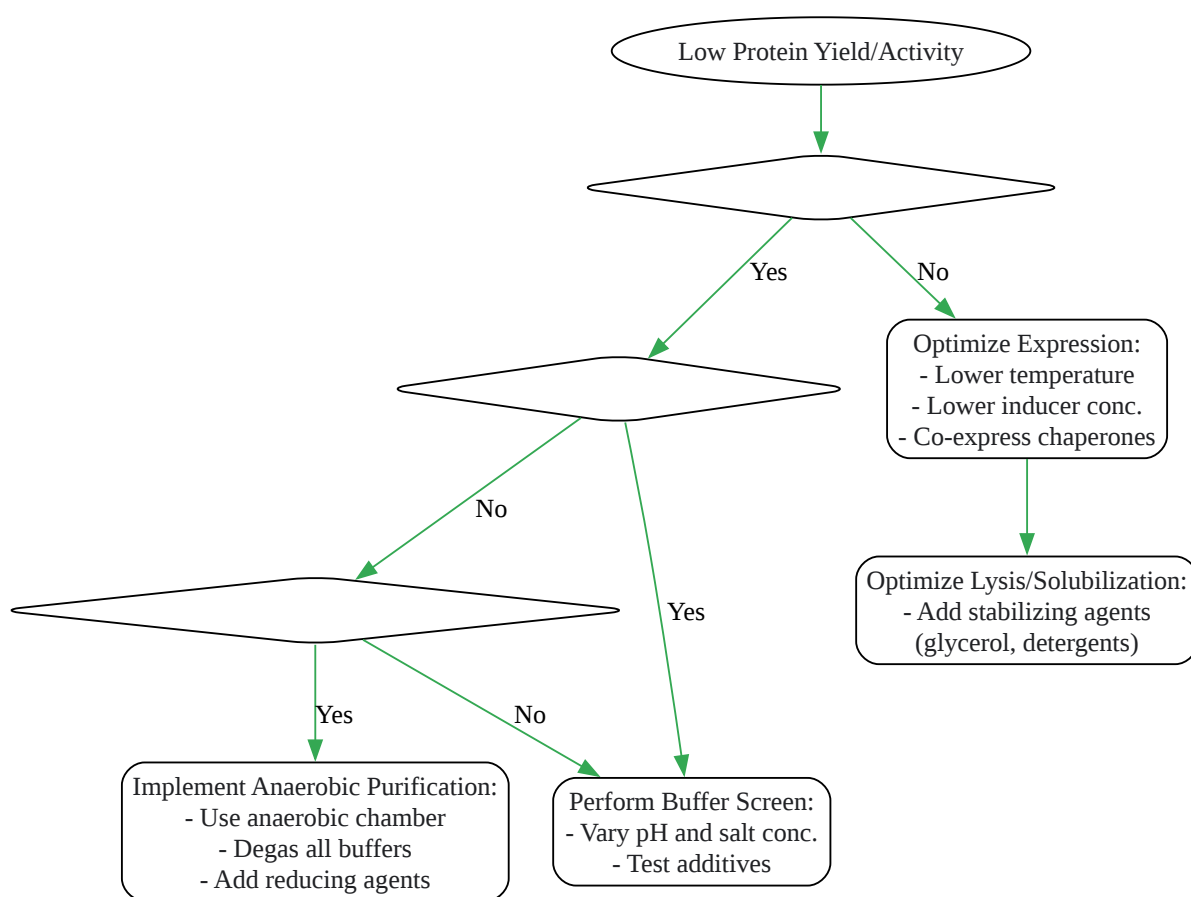 Low Protein Yield/Activity
Yes
No
Optimize Expression:
- Lower temperature
- Lower inducer conc.
- Co-express chaperones
No
Yes
Optimize Lysis/Solubilization:
- Add stabilizing agents
(glycerol, detergents)
Yes
No
Implement Anaerobic Purification:
- Use anaerobic chamber
- Degas all buffers
- Add reducing agents
Perform Buffer Screen:
- Vary pH and salt conc.
- Test additives